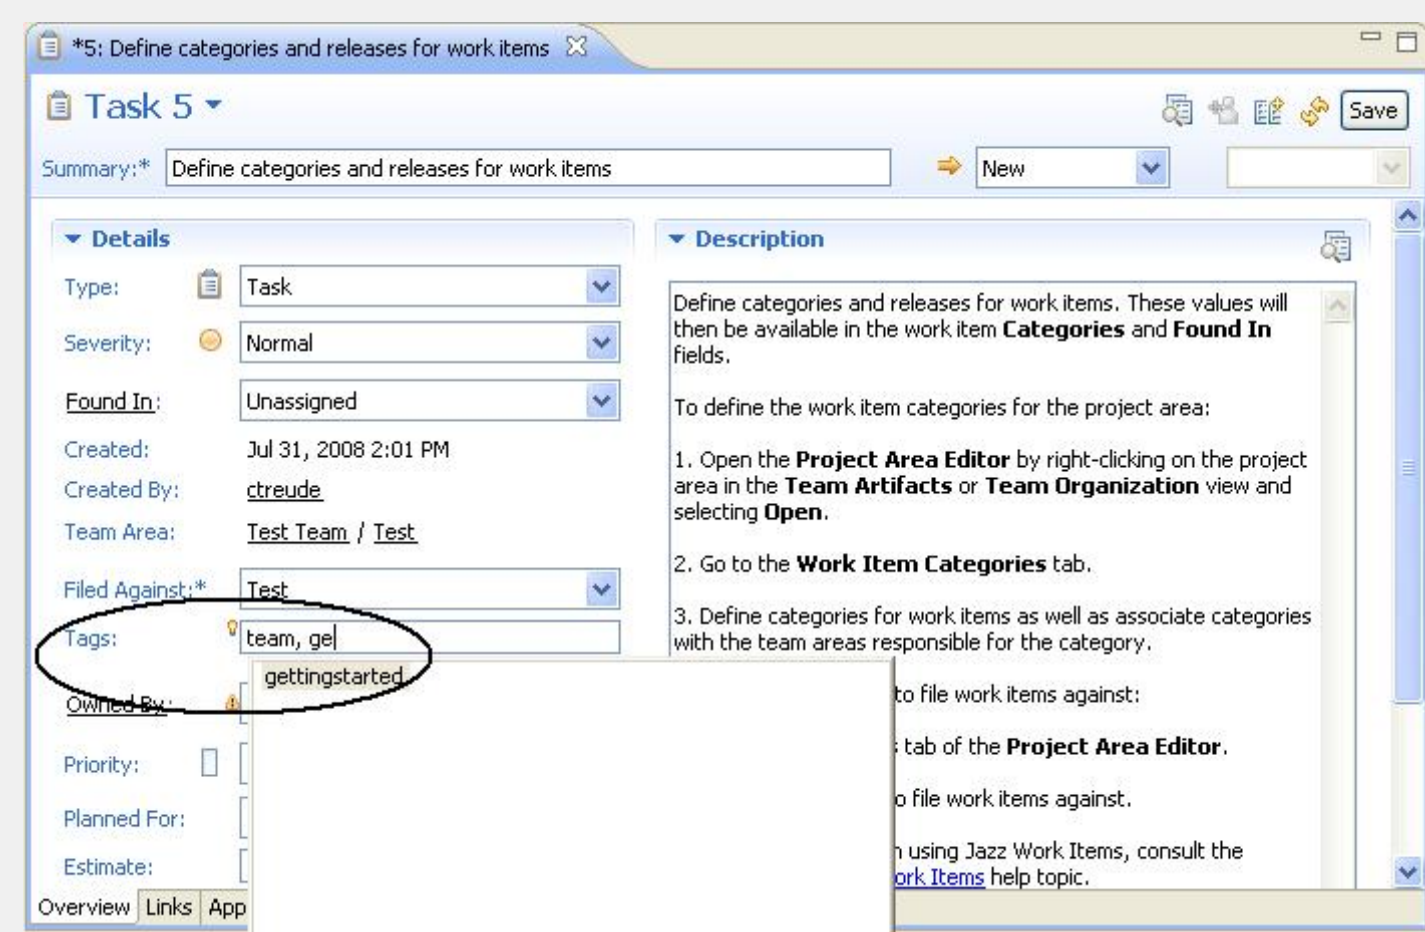 *5: Define categories and releases for work items
Task 5
Save
Summary:* Define categories and releases for work items
New
Details
Type: Task
Severity: Normal
Found In: Unassigned
Created: Jul 31, 2008 2:01 PM
Created By: ctreude
Team Area: Test Team / Test
Filed Against:* Test
Tags: team, ge
gettingstarted
Owned By:
Priority:
Planned For:
Estimate:
Description
Define categories and releases for work items. These values will
then be available in the work item Categories and Found In
fields.
To define the work item categories for the project area:
1. Open the Project Area Editor by right-clicking on the project
area in the Team Artifacts or Team Organization view and
selecting Open.
2. Go to the Work Item Categories tab.
3. Define categories for work items as well as associate categories
with the team areas responsible for the category.
to file work items against:
tab of the Project Area Editor.
file work items against.
using Jazz Work Items, consult the
Items help topic.
Overview Links App